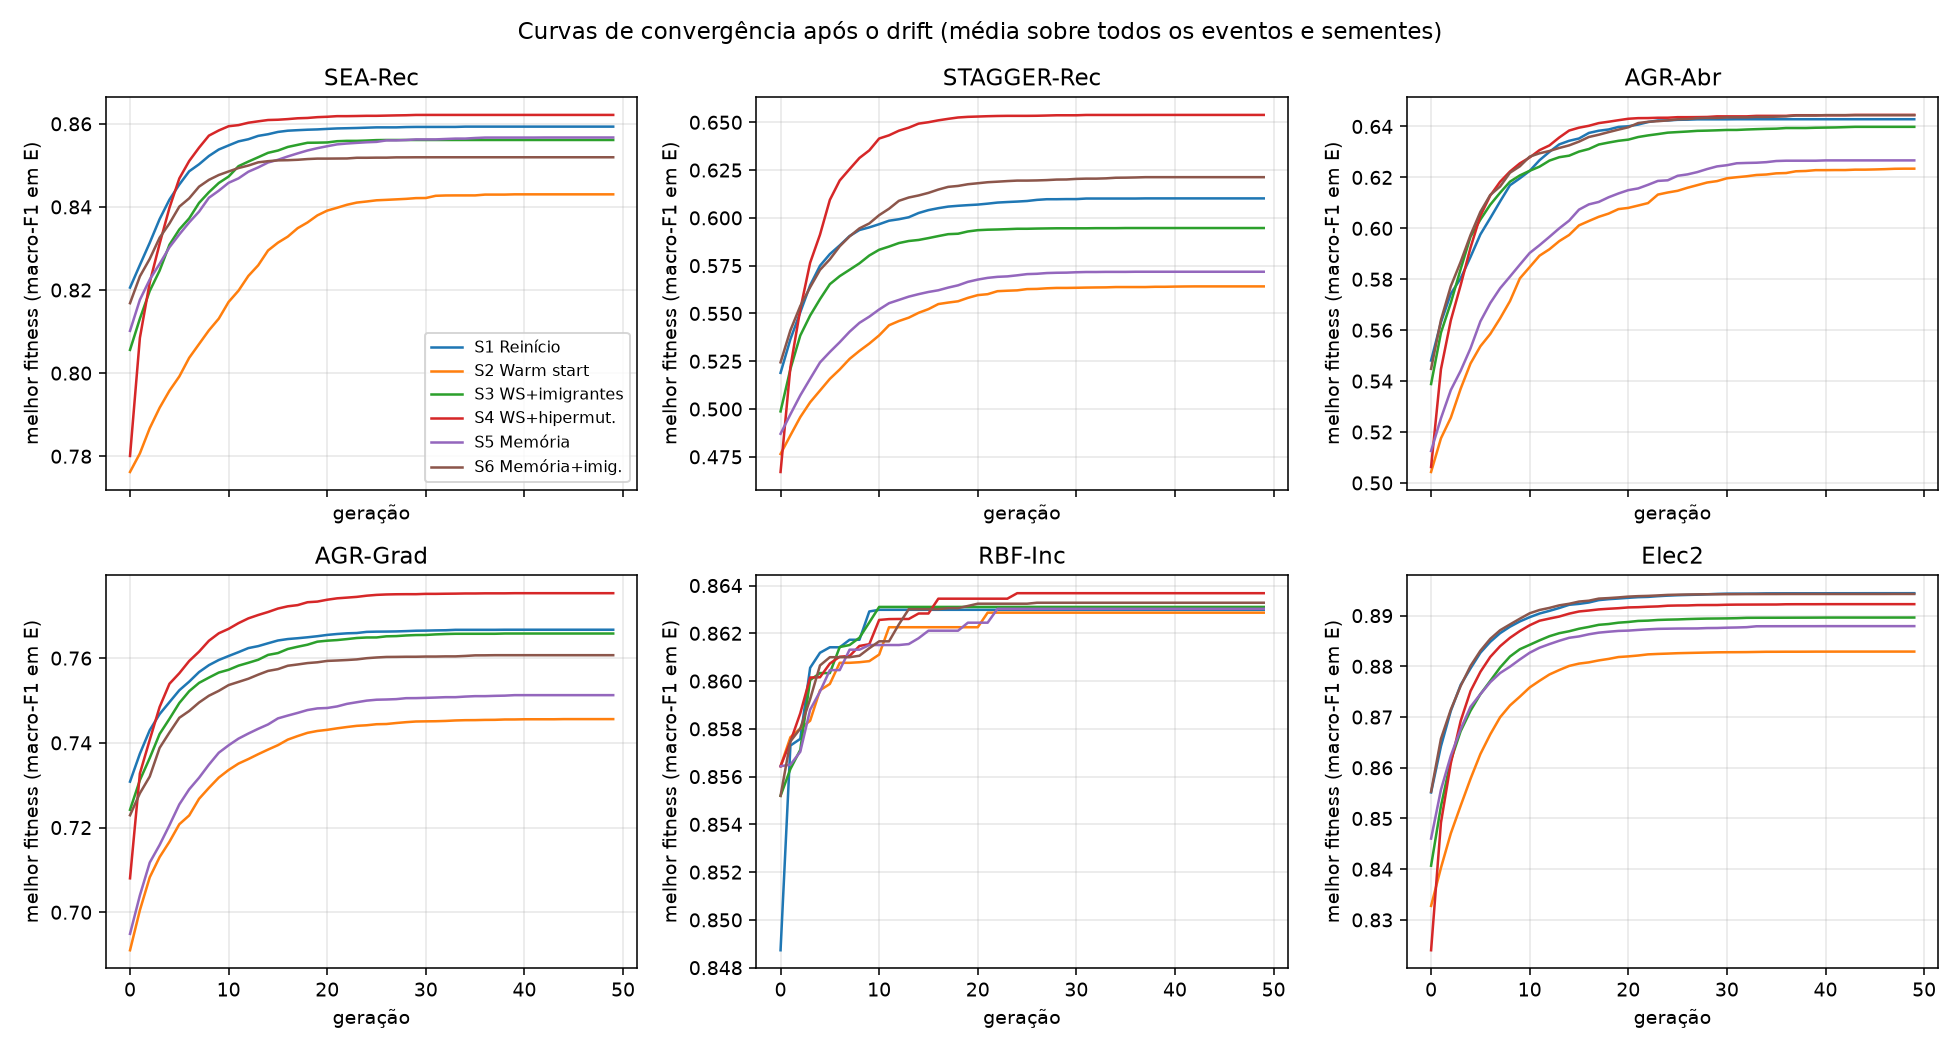 Curvas de convergência após o drift (média sobre todos os eventos e sementes)
SEA-Rec
melhor fitness (macro-F1 em E)
0.86
0.84
0.82
0.80
0.78
S1 Reinício
S2 Warm start
S3 WS+imigrantes
S4 WS+hipermut.
S5 Memória
S6 Memória+imig.
geração
STAGGER-Rec
melhor fitness (macro-F1 em E)
0.650
0.625
0.600
0.575
0.550
0.525
0.500
0.475
geração
AGR-Abr
melhor fitness (macro-F1 em E)
0.64
0.62
0.60
0.58
0.56
0.54
0.52
0.50
geração
AGR-Grad
melhor fitness (macro-F1 em E)
0.76
0.74
0.72
0.70
0 10 20 30 40 50
geração
RBF-Inc
melhor fitness (macro-F1 em E)
0.864
0.862
0.860
0.858
0.856
0.854
0.852
0.850
0.848
0 10 20 30 40 50
geração
Elec2
melhor fitness (macro-F1 em E)
0.89
0.88
0.87
0.86
0.85
0.84
0.83
0 10 20 30 40 50
geração